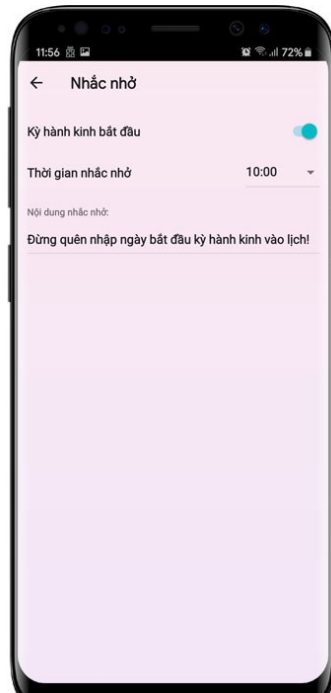 11:56 72%
Nhắc nhở
Kỳ hành kinh bắt đầu
Thời gian nhắc nhở 10:00
Nội dung nhắc nhở:
Đừng quên nhập ngày bắt đầu kỳ hành kinh vào lịch!